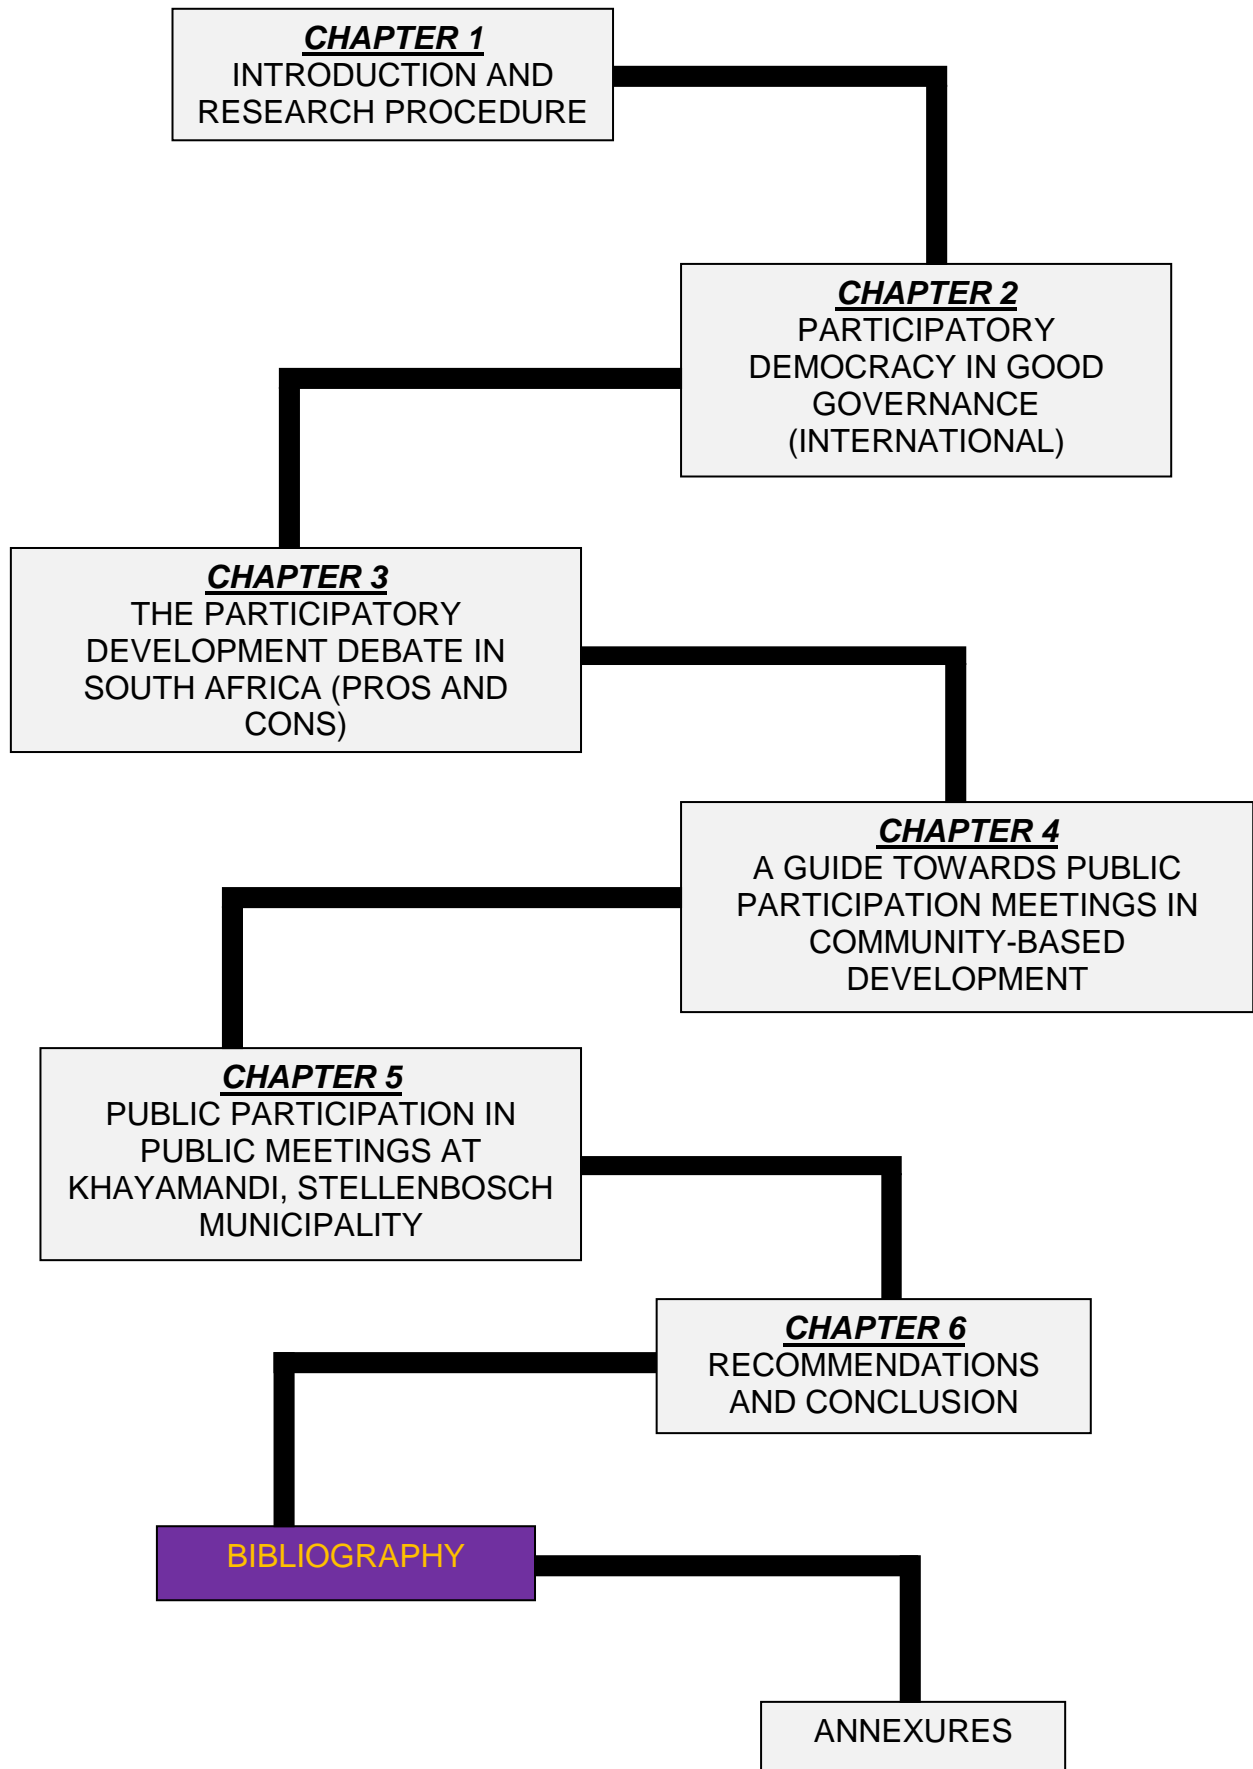 CHAPTER 1
INTRODUCTION AND
RESEARCH PROCEDURE
CHAPTER 2
PARTICIPATORY
DEMOCRACY IN GOOD
GOVERNANCE
(INTERNATIONAL)
CHAPTER 3
THE PARTICIPATORY
DEVELOPMENT DEBATE IN
SOUTH AFRICA (PROS AND
CONS)
CHAPTER 4
A GUIDE TOWARDS PUBLIC
PARTICIPATION MEETINGS IN
COMMUNITY-BASED
DEVELOPMENT
CHAPTER 5
PUBLIC PARTICIPATION IN
PUBLIC MEETINGS AT
KHAYAMANDI, STELLENBOSCH
MUNICIPALITY
CHAPTER 6
RECOMMENDATIONS
AND CONCLUSION
BIBLIOGRAPHY
ANNEXURES